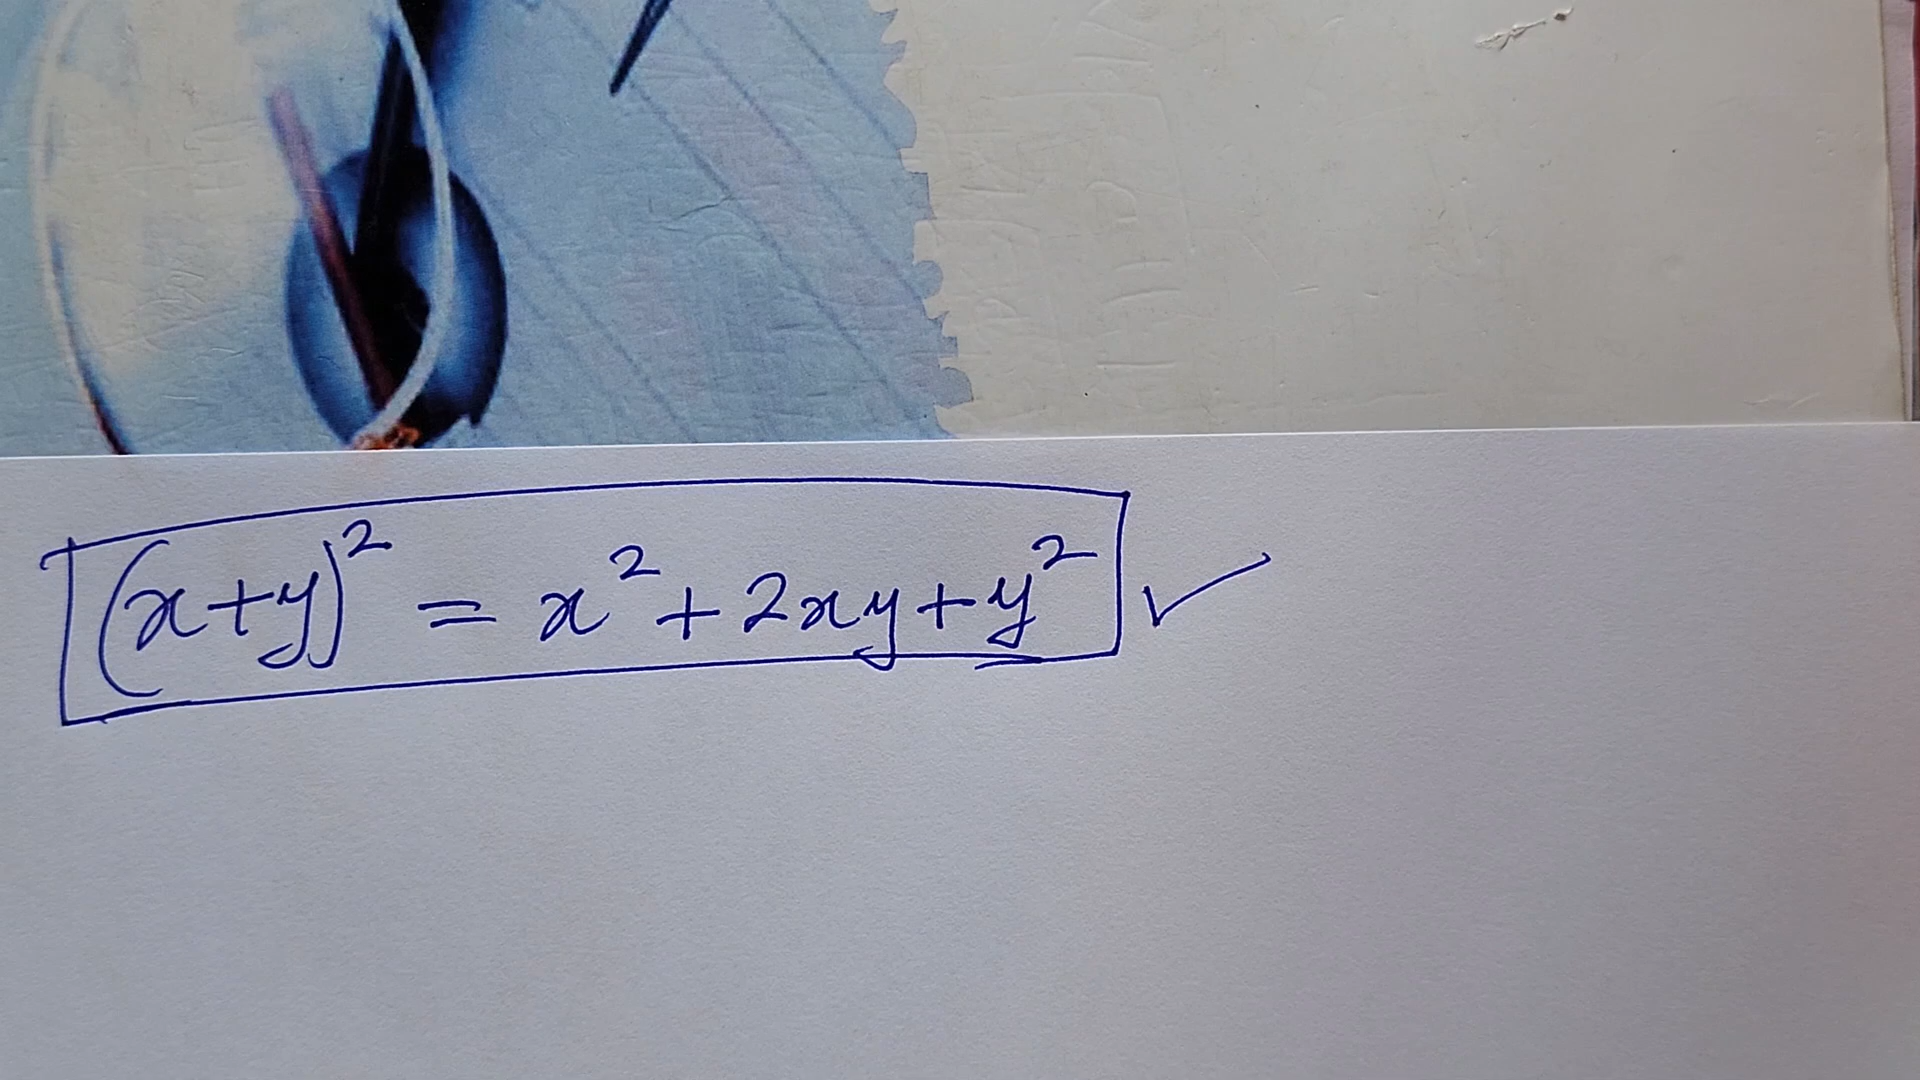 (x+y)² = x² + 2xy + y² ✓